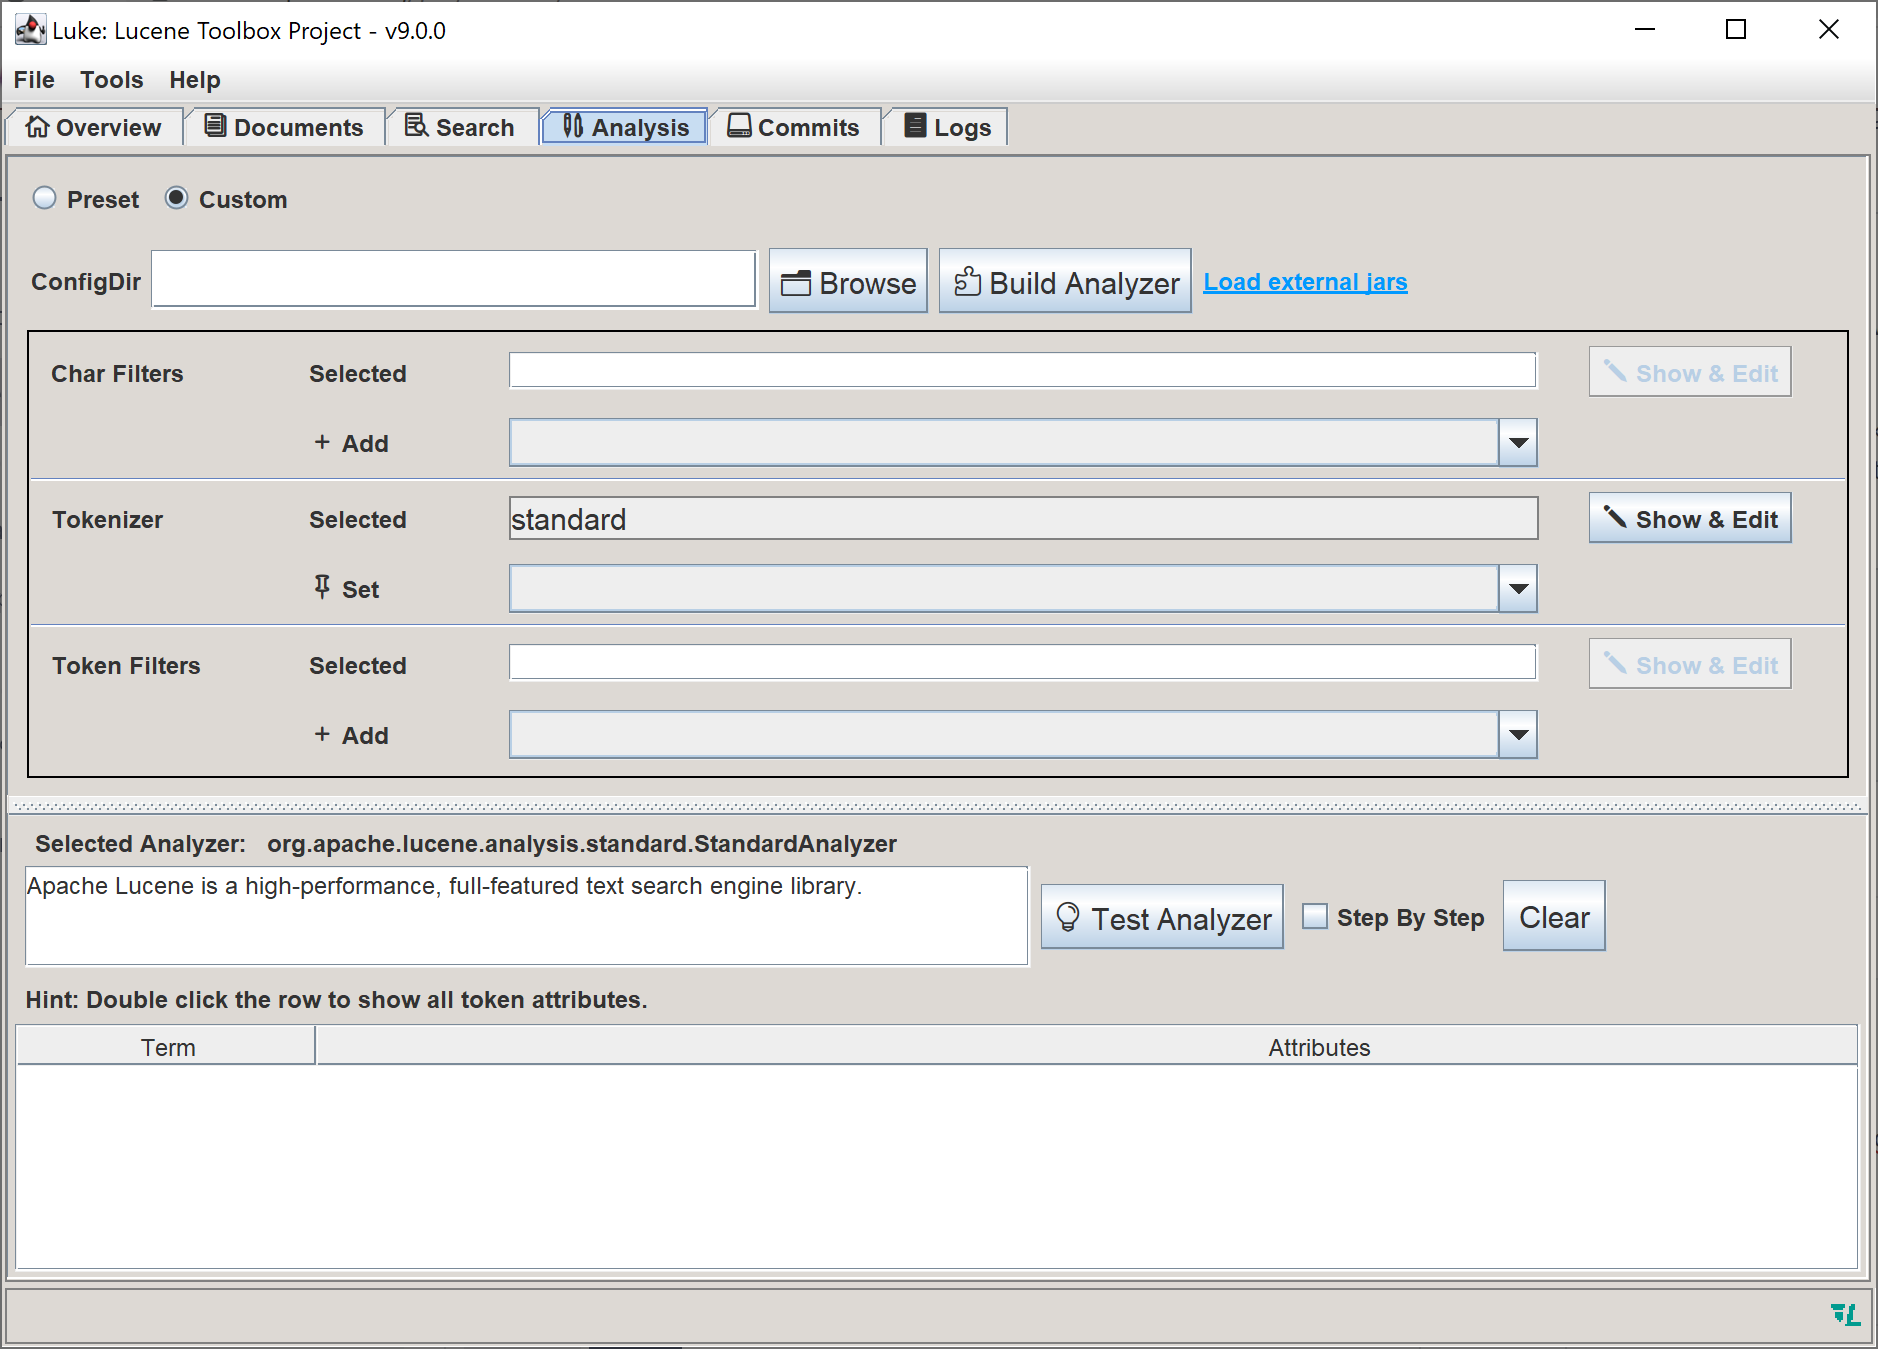 Luke: Lucene Toolbox Project - v9.0.0
File Tools Help
Overview Documents Search Analysis Commits Logs
Preset Custom
ConfigDir Browse Build Analyzer Load external jars
Char Filters Selected Show & Edit
+ Add
Tokenizer Selected standard Show & Edit
Set
Token Filters Selected Show & Edit
+ Add
Selected Analyzer: org.apache.lucene.analysis.standard.StandardAnalyzer
Apache Lucene is a high-performance, full-featured text search engine library.
Test Analyzer Step By Step Clear
Hint: Double click the row to show all token attributes.
Term Attributes